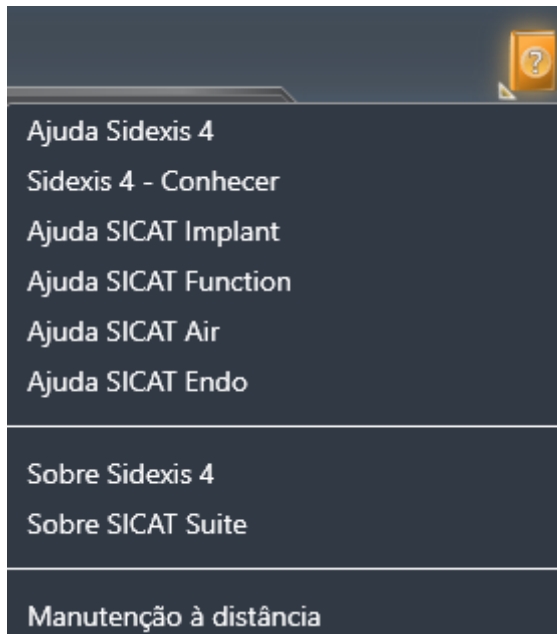 ?
Ajuda Sidexis 4
Sidexis 4 - Conhecer
Ajuda SICAT Implant
Ajuda SICAT Function
Ajuda SICAT Air
Ajuda SICAT Endo
Sobre Sidexis 4
Sobre SICAT Suite
Manutenção à distância